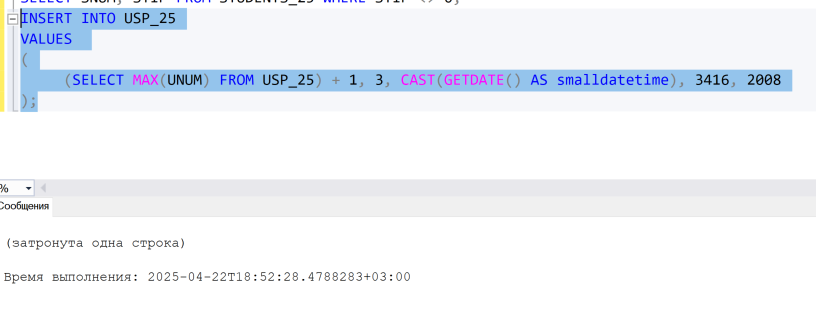 SELECT SNUM, STIP FROM STUDENTS_25 WHERE STIP <> 0;
INSERT INTO USP_25
VALUES
(
(SELECT MAX(UNUM) FROM USP_25) + 1, 3, CAST(GETDATE() AS smalldatetime), 3416, 2008
);
%
Сообщения
(затронута одна строка)
Время выполнения: 2025-04-22T18:52:28.4788283+03:00